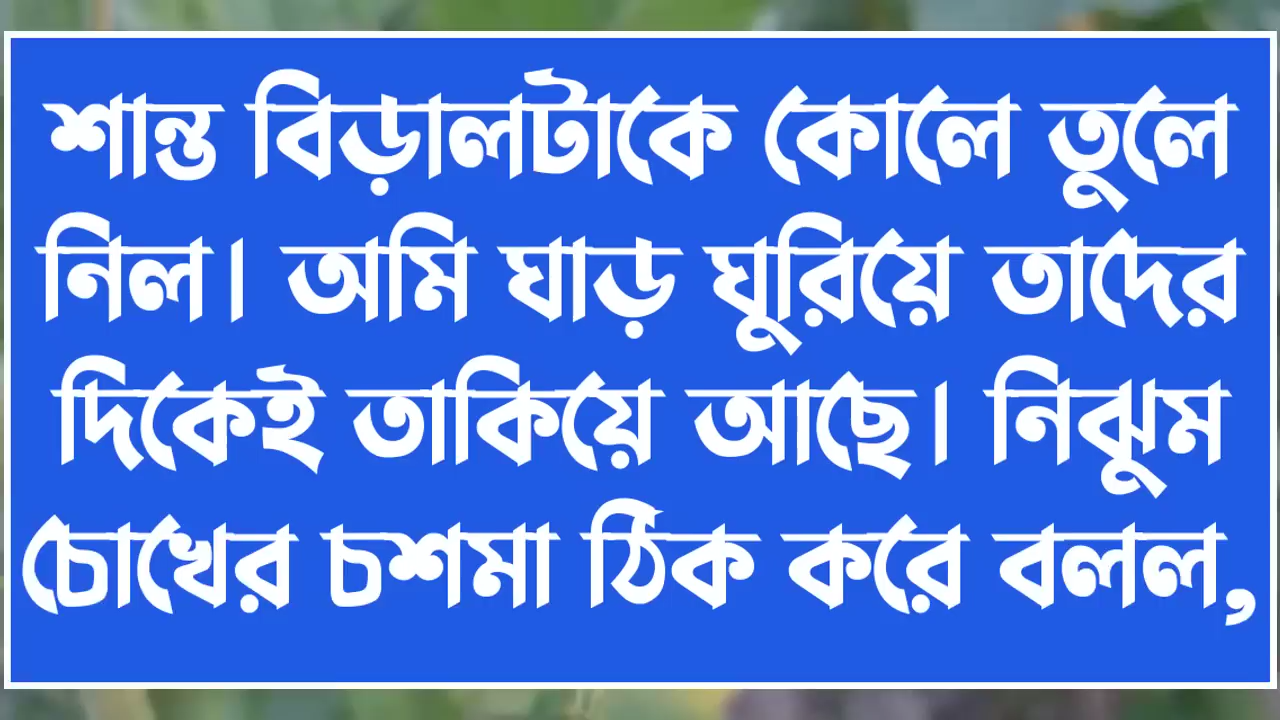 শান্ত বিড়ালটাকে কোলে তুলে
নিল। অমি ঘাড় ঘুরিয়ে তাদের
দিকেই তাকিয়ে আছে। নিঝুম
চোখের চশমা ঠিক করে বলল,